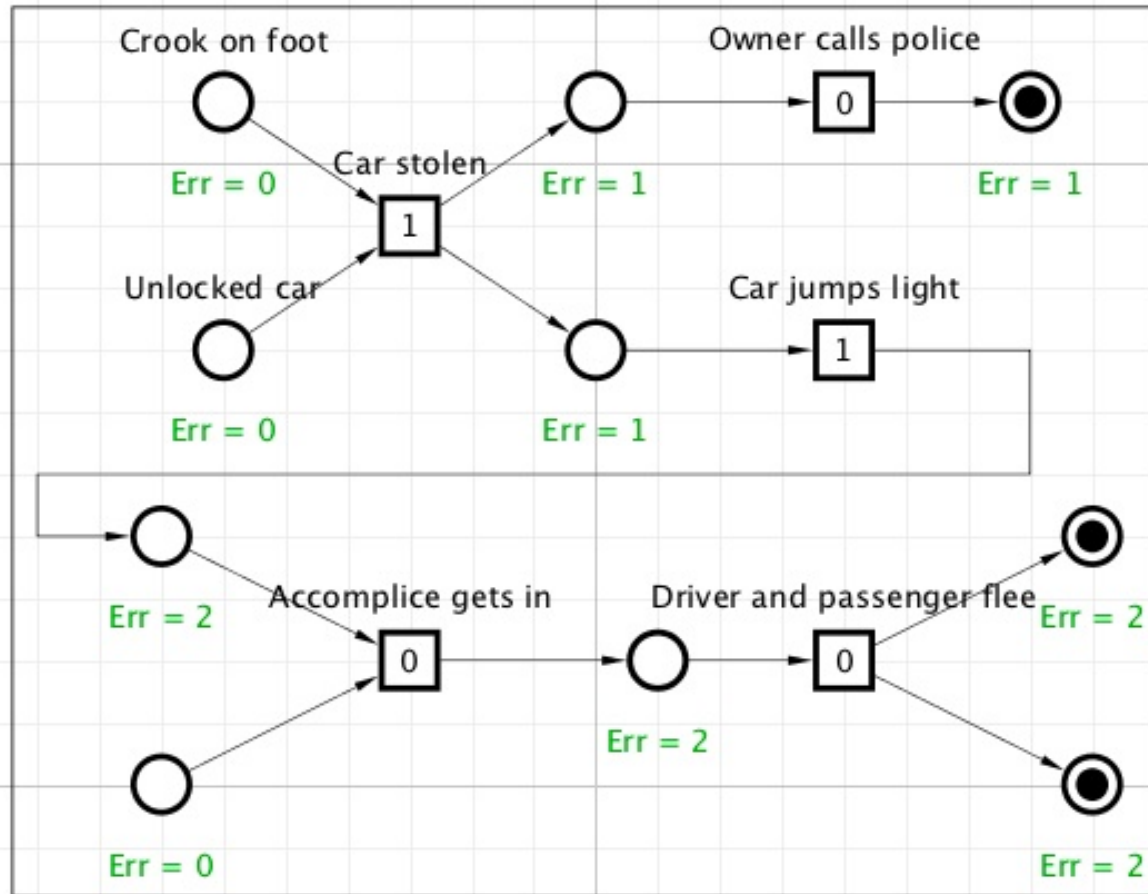 Crook on foot
Owner calls police
0
Err = 0
Car stolen
Err = 1
Err = 1
1
Unlocked car
Car jumps light
1
Err = 0
Err = 1
Accomplice gets in
Driver and passenger flee
Err = 2
Err = 2
0
0
Err = 2
Err = 0
Err = 2